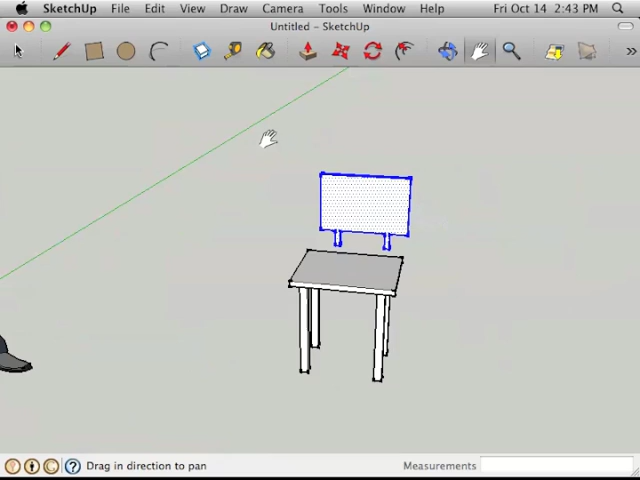 SketchUp File Edit View Draw Camera Tools Window Help Fri Oct 14 2:43 PM
Untitled - SketchUp
Drag in direction to pan Measurements